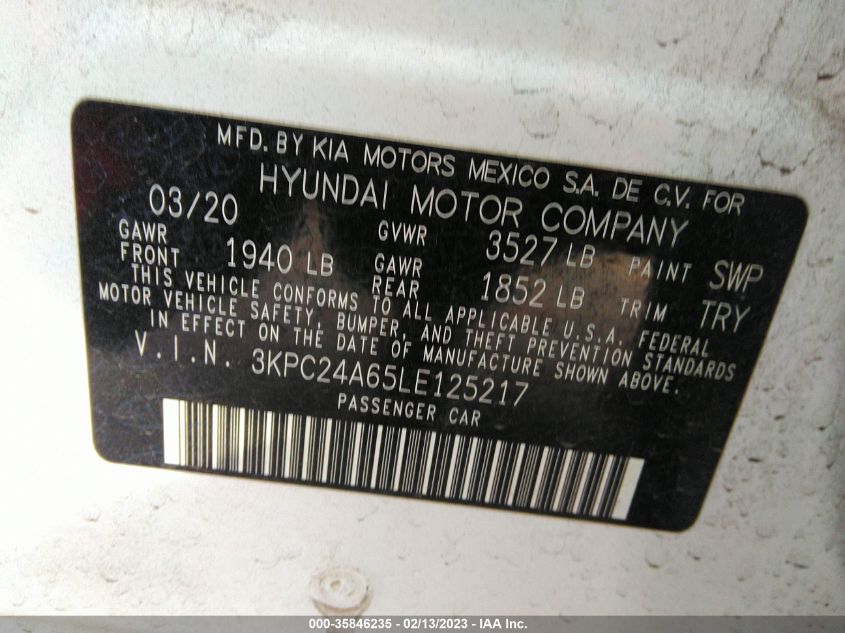 MFD. BY KIA MOTORS MEXICO S.A. DE C.V. FOR
HYUNDAI MOTOR COMPANY
03/20
GAWR FRONT 1940 LB
GVWR 3527 LB
GAWR REAR 1852 LB
PAINT SWP
TRIM TRY
THIS VEHICLE CONFORMS TO ALL APPLICABLE U.S.A. FEDERAL
MOTOR VEHICLE SAFETY, BUMPER, AND THEFT PREVENTION STANDARDS
IN EFFECT ON THE DATE OF MANUFACTURE SHOWN ABOVE.
V.I.N. 3KPC24A65LE125217
PASSENGER CAR
000-35846235 - 02/13/2023 - IAA Inc.